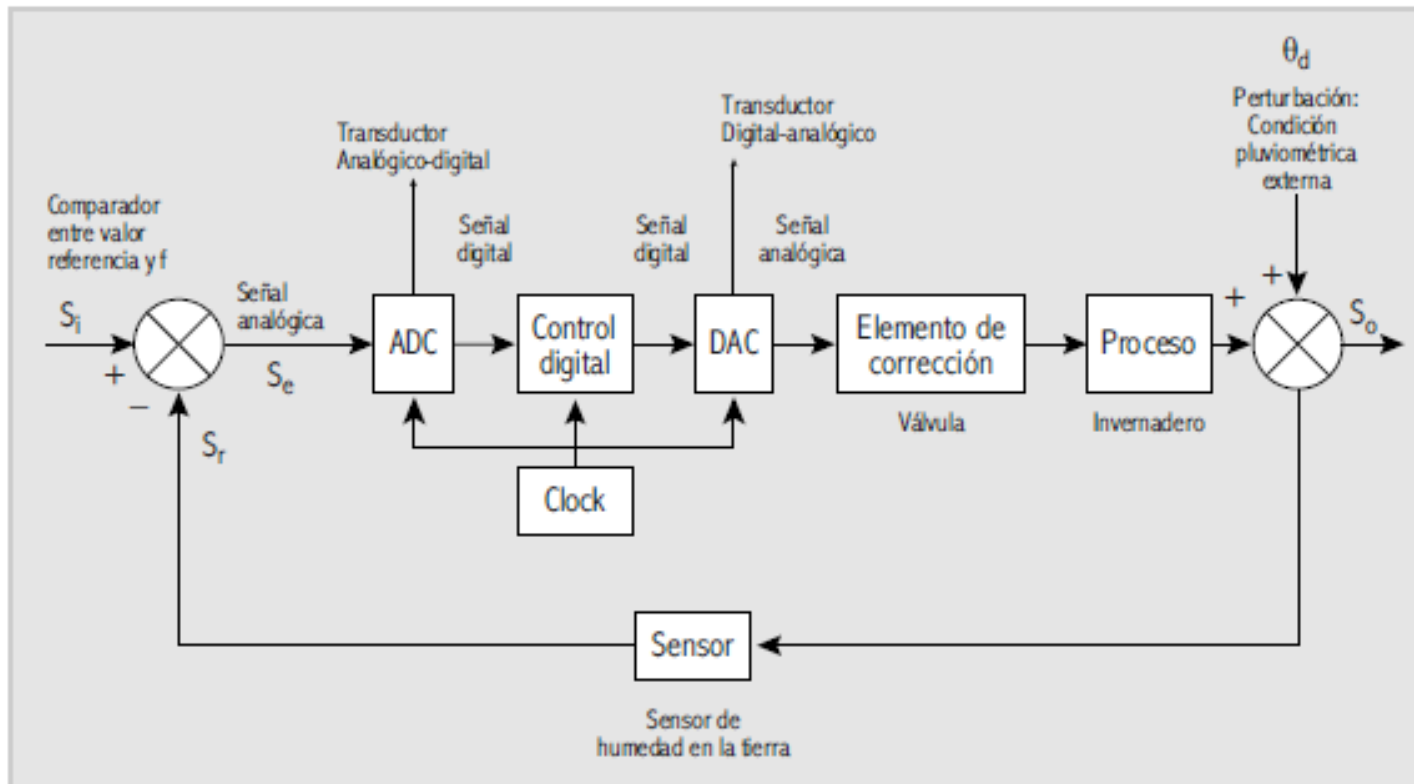 θd
Perturbación:
Condición
pluviométrica
externa
Transductor
Digital-analógico
Transductor
Analógico-digital
Comparador
entre valor
referencia y f
Señal
digital
Señal
digital
Señal
analógica
Señal
analógica
Si
+
−
Se
Sr
ADC
Control
digital
DAC
Elemento de
corrección
Proceso
+
+
So
Válvula
Invernadero
Clock
Sensor
Sensor de
humedad en la tierra